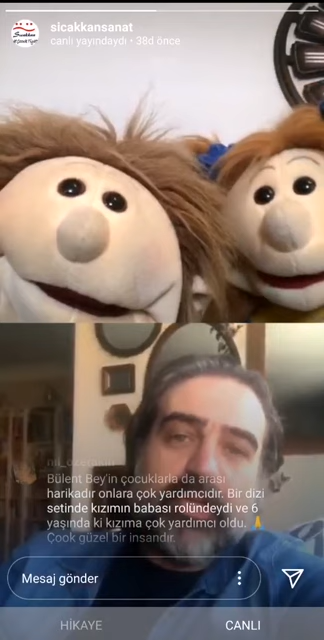 sicakkansanat
canlı yayındaydı • 38d önce
Sıcakkan
Bülent Bey'in çocuklarla da arası
harikadır onlara çok yardımcıdır. Bir dizi
setinde kızımın babası rolündeydi ve 6
yaşında ki kızıma çok yardımcı oldu. 🧍
Çook güzel bir insandır.
Mesaj gönder
HİKAYE CANLI